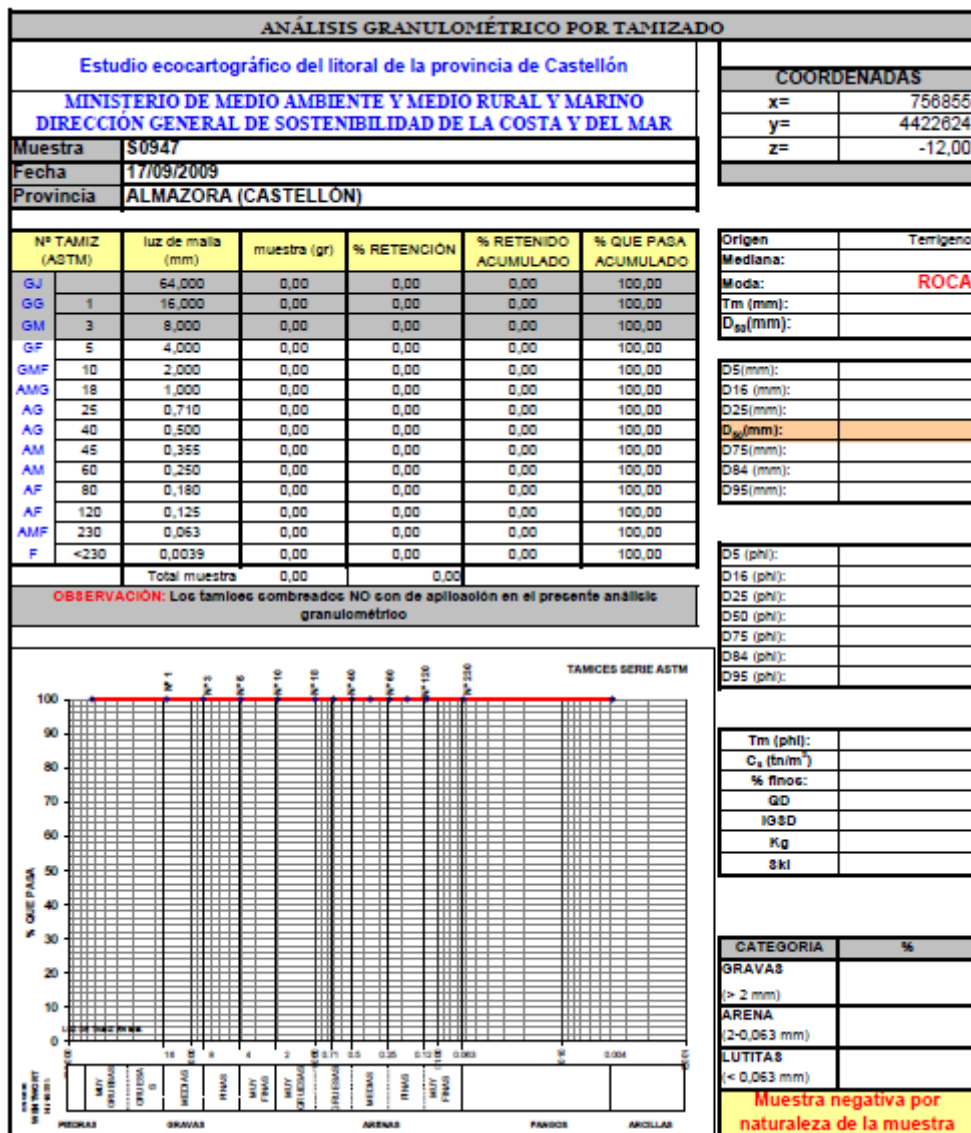 ANÁLISIS GRANULOMÉTRICO POR TAMIZADO
Estudio ecocartográfico del litoral de la provincia de Castellón
MINISTERIO DE MEDIO AMBIENTE Y MEDIO RURAL Y MARINO
DIRECCIÓN GENERAL DE SOSTENIBILIDAD DE LA COSTA Y DEL MAR
Muestra S0947
Fecha 17/09/2009
Provincia ALMAZORA (CASTELLÓN)
COORDENADAS
x= 756855
y= 4422624
z= -12,00
Nº TAMIZ (ASTM) luz de malla (mm) muestra (gr) % RETENCIÓN % RETENIDO ACUMULADO % QUE PASA ACUMULADO
GJ 64,000 0,00 0,00 0,00 100,00
GG 1 16,000 0,00 0,00 0,00 100,00
GM 3 8,000 0,00 0,00 0,00 100,00
GF 5 4,000 0,00 0,00 0,00 100,00
GMF 10 2,000 0,00 0,00 0,00 100,00
AMG 18 1,000 0,00 0,00 0,00 100,00
AG 25 0,710 0,00 0,00 0,00 100,00
AG 40 0,500 0,00 0,00 0,00 100,00
AM 45 0,355 0,00 0,00 0,00 100,00
AM 60 0,250 0,00 0,00 0,00 100,00
AF 80 0,180 0,00 0,00 0,00 100,00
AF 120 0,125 0,00 0,00 0,00 100,00
AMF 230 0,063 0,00 0,00 0,00 100,00
F <230 0,0039 0,00 0,00 0,00 100,00
Total muestra 0,00 0,00
OBSERVACIÓN: Los tamices sombreados NO son de aplicación en el presente análisis
granulométrico
Origen Terrígeno
Mediana:
Moda: ROCA
Tm (mm):
D50(mm):
D5(mm):
D16 (mm):
D25(mm):
D50(mm):
D75(mm):
D84 (mm):
D95(mm):
D5 (phi):
D16 (phi):
D25 (phi):
D50 (phi):
D75 (phi):
D84 (phi):
D95 (phi):
Tm (phi):
% finos:
QD
IGSD
Kg
SkI
CATEGORIA %
GRAVAS
(> 2 mm)
ARENA
(2-0,063 mm)
LUTITAS
(< 0,063 mm)
Muestra negativa por
naturaleza de la muestra
TAMICES SERIE ASTM
Nº 1 Nº 3 Nº 5 Nº 10 Nº 18 Nº 40 Nº 60 Nº 120 Nº 230
% QUE PASA
100
90
80
70
60
50
40
30
20
10
0
16 8 4 2 0.71 0.5 0.25 0.063 0.004
MUY GRUESAS GRUESAS MEDIAS FINAS MUY FINAS MUY GRUESAS GRUESAS MEDIAS FINAS MUY FINAS
PIEDRAS GRAVAS ARENAS FANGOS ARCILLAS